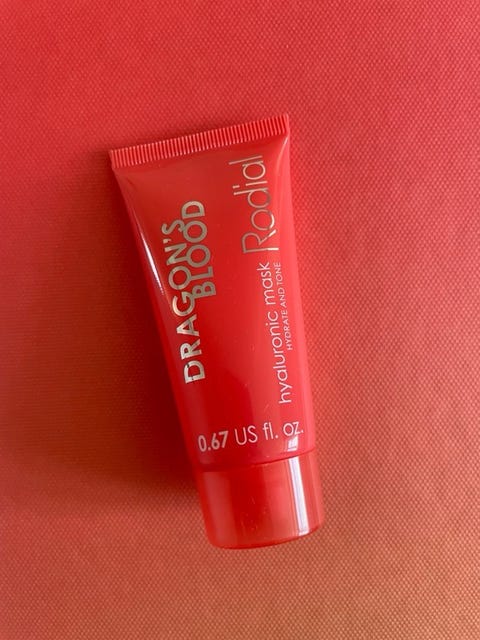 DRAGON'S
BLOOD
Rodial
hyaluronic mask
HYDRATE AND TONE
0.67 US fl. oz.